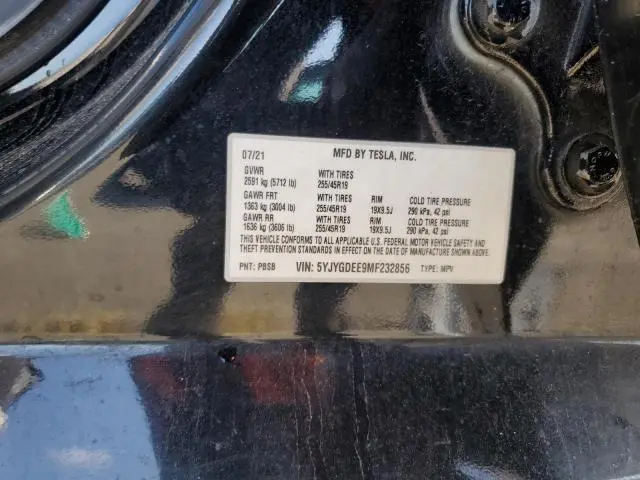 07/21 MFD BY TESLA, INC.
GVWR WITH TIRES
2591 kg (5712 lb) 255/45R19
GAWR FRT WITH TIRES RIM COLD TIRE PRESSURE
1363 kg (3004 lb) 255/45R19 19X9.5J 290 kPa, 42 psi
GAWR RR WITH TIRES RIM COLD TIRE PRESSURE
1636 kg (3606 lb) 255/45R19 19X9.5J 290 kPa, 42 psi
THIS VEHICLE CONFORMS TO ALL APPLICABLE U.S. FEDERAL MOTOR VEHICLE SAFETY AND
THEFT PREVENTION STANDARDS IN EFFECT ON THE DATE OF MANUFACTURE SHOWN ABOVE.
PNT: PBSB VIN: 5YJYGDEE9MF232856 TYPE: MPV